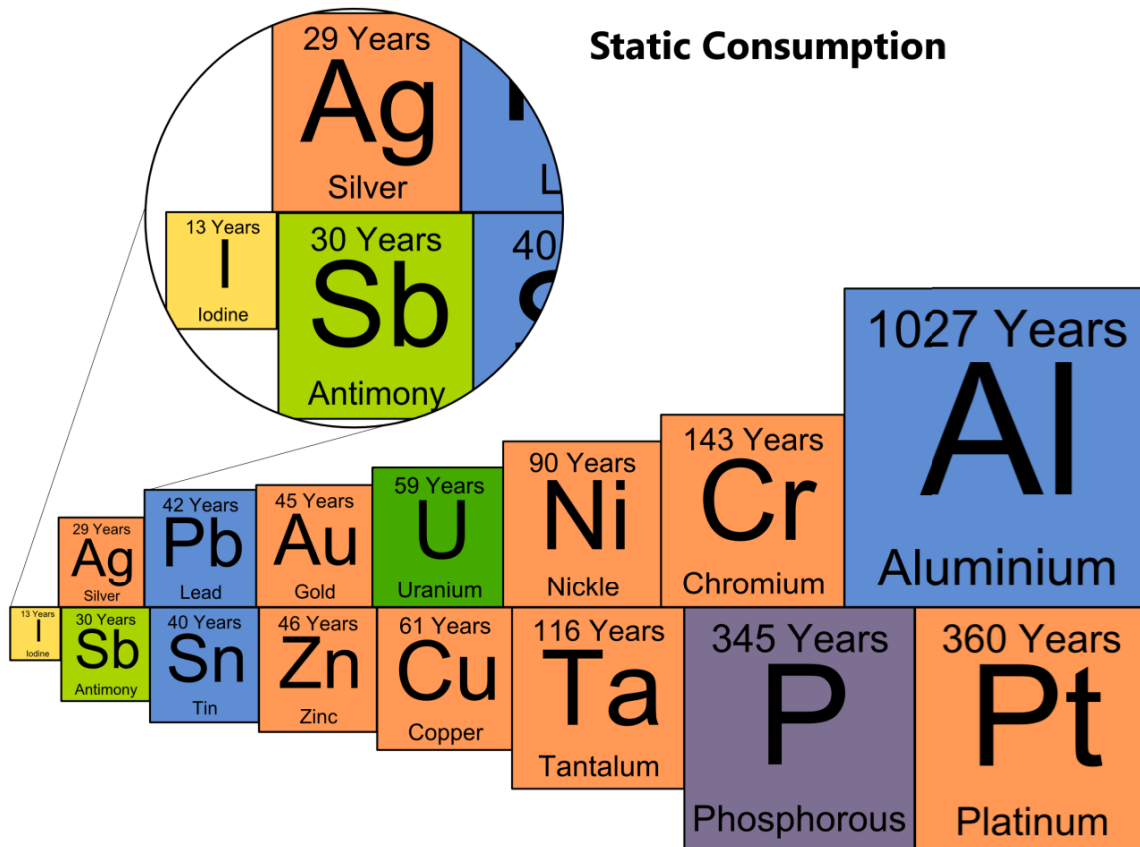 Static Consumption
29 Years
Ag
Silver
L
13 Years
I
Iodine
30 Years
Sb
Antimony
40
S
1027 Years
Al
Aluminium
143 Years
Cr
Chromium
90 Years
Ni
Nickle
59 Years
U
Uranium
45 Years
Au
Gold
42 Years
Pb
Lead
29 Years
Ag
Silver
13 Years
I
Iodine
30 Years
Sb
Antimony
40 Years
Sn
Tin
46 Years
Zn
Zinc
61 Years
Cu
Copper
116 Years
Ta
Tantalum
345 Years
P
Phosphorous
360 Years
Pt
Platinum